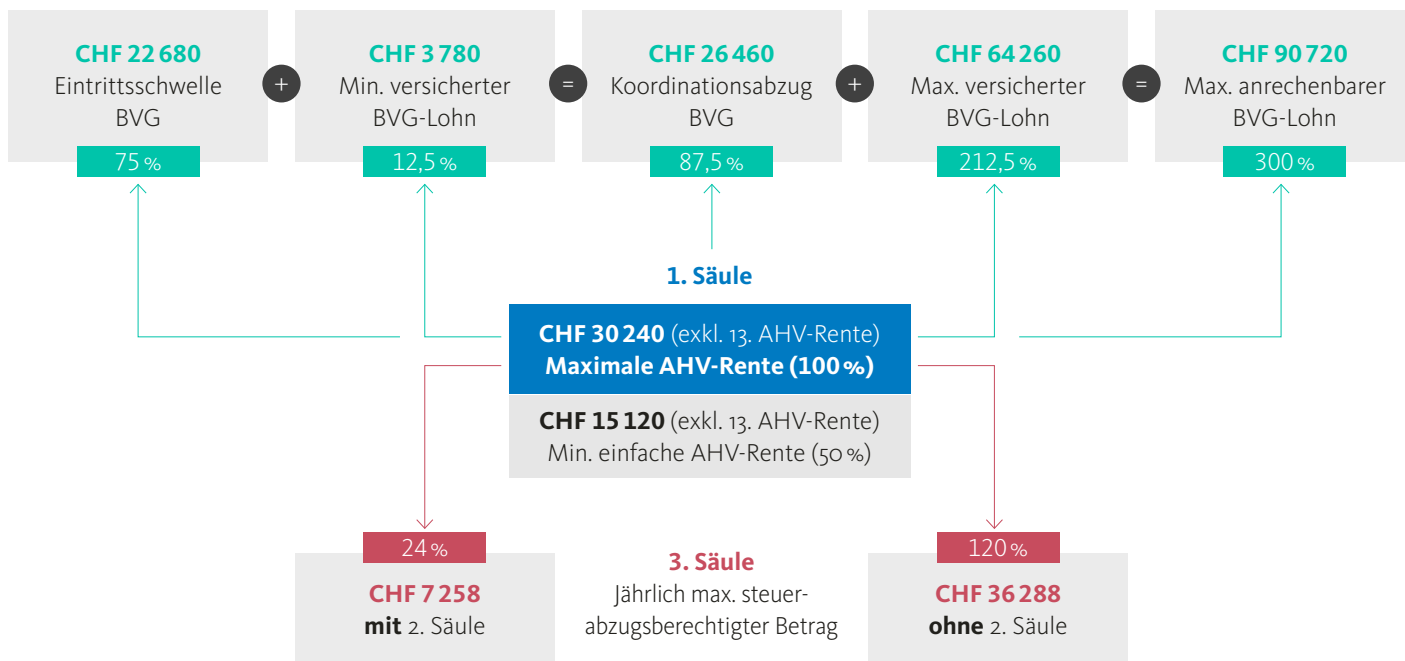 CHF 22 680
Eintrittsschwelle
BVG
75 %
+
CHF 3 780
Min. versicherter
BVG-Lohn
12,5 %
=
CHF 26 460
Koordinationsabzug
BVG
87,5 %
+
CHF 64 260
Max. versicherter
BVG-Lohn
212,5 %
=
CHF 90 720
Max. anrechenbarer
BVG-Lohn
300 %
1. Säule
CHF 30 240 (exkl. 13. AHV-Rente)
Maximale AHV-Rente (100 %)
CHF 15 120 (exkl. 13. AHV-Rente)
Min. einfache AHV-Rente (50 %)
24 %
CHF 7 258
mit 2. Säule
3. Säule
Jährlich max. steuer-
abzugsberechtigter Betrag
120 %
CHF 36 288
ohne 2. Säule